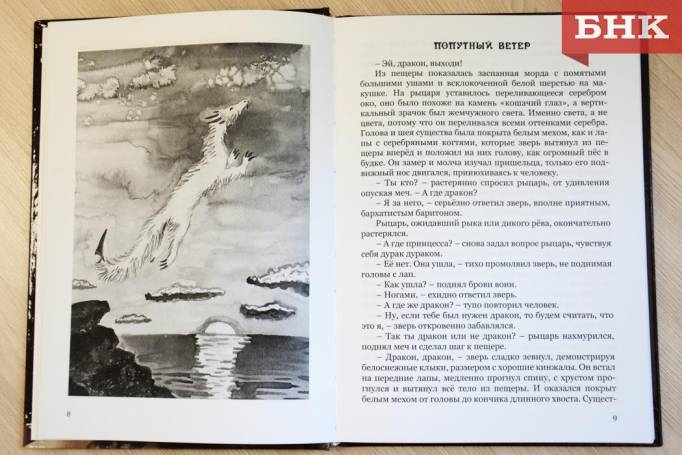 БНК
ПОПУТНЫЙ ВЕТЕР
– Эй, дракон, выходи!
Из пещеры показалась заспанная морда с помятыми
большими ушами и всклокоченной белой шерстью на ма-
кушке. На рыцаря уставилось переливающееся серебром
око, оно было похоже на камень «кошачий глаз», а верти-
кальный зрачок был жемчужного света. Именно света, а не
цвета, потому что он переливался всеми оттенками серебра.
Голова и шея существа была покрыта белым мехом, как и ла-
пы с серебряными когтями, которые зверь вытянул из пе-
щеры вперёд и положил на них голову, как огромный пёс в
будке. Он замер и молча изучал пришельца, только его под-
вижный нос двигался, принюхиваясь к человеку.
– Ты кто? – растерянно спросил рыцарь, от удивления
опуская меч. – А где дракон?
– Я за него, – серьёзно ответил зверь, вполне приятным,
бархатистым баритоном.
Рыцарь, ожидавший рыка или дикого рёва, окончательно
растерялся.
– А где принцесса? – снова задал вопрос рыцарь, чувствуя
себя дурак дураком.
– Её нет. Она ушла, – тихо промолвил зверь, не поднимая
головы с лап.
– Как ушла? – поднял брови вои.
– Ногами, – ехидно ответил зверь.
– А где же дракон? – тупо повторил человек.
– Ну, если тебе был нужен дракон, то будем считать, что
это я, – зверь откровенно забавлялся.
– Так ты дракон или не дракон? – рыцарь нахмурился,
поднял меч и сделал шаг к пещере.
– Дракон, дракон, – зверь сладко зевнул, демонстрируя
белоснежные клыки, размером с хорошие кинжалы. Он встал
на передние лапы, медленно прогнул спину, с хрустом про-
гнулся и вытянул всё тело из пещеры. И оказался покрыт
белым мехом от головы до кончика длинного хвоста. Сущест-
8
9